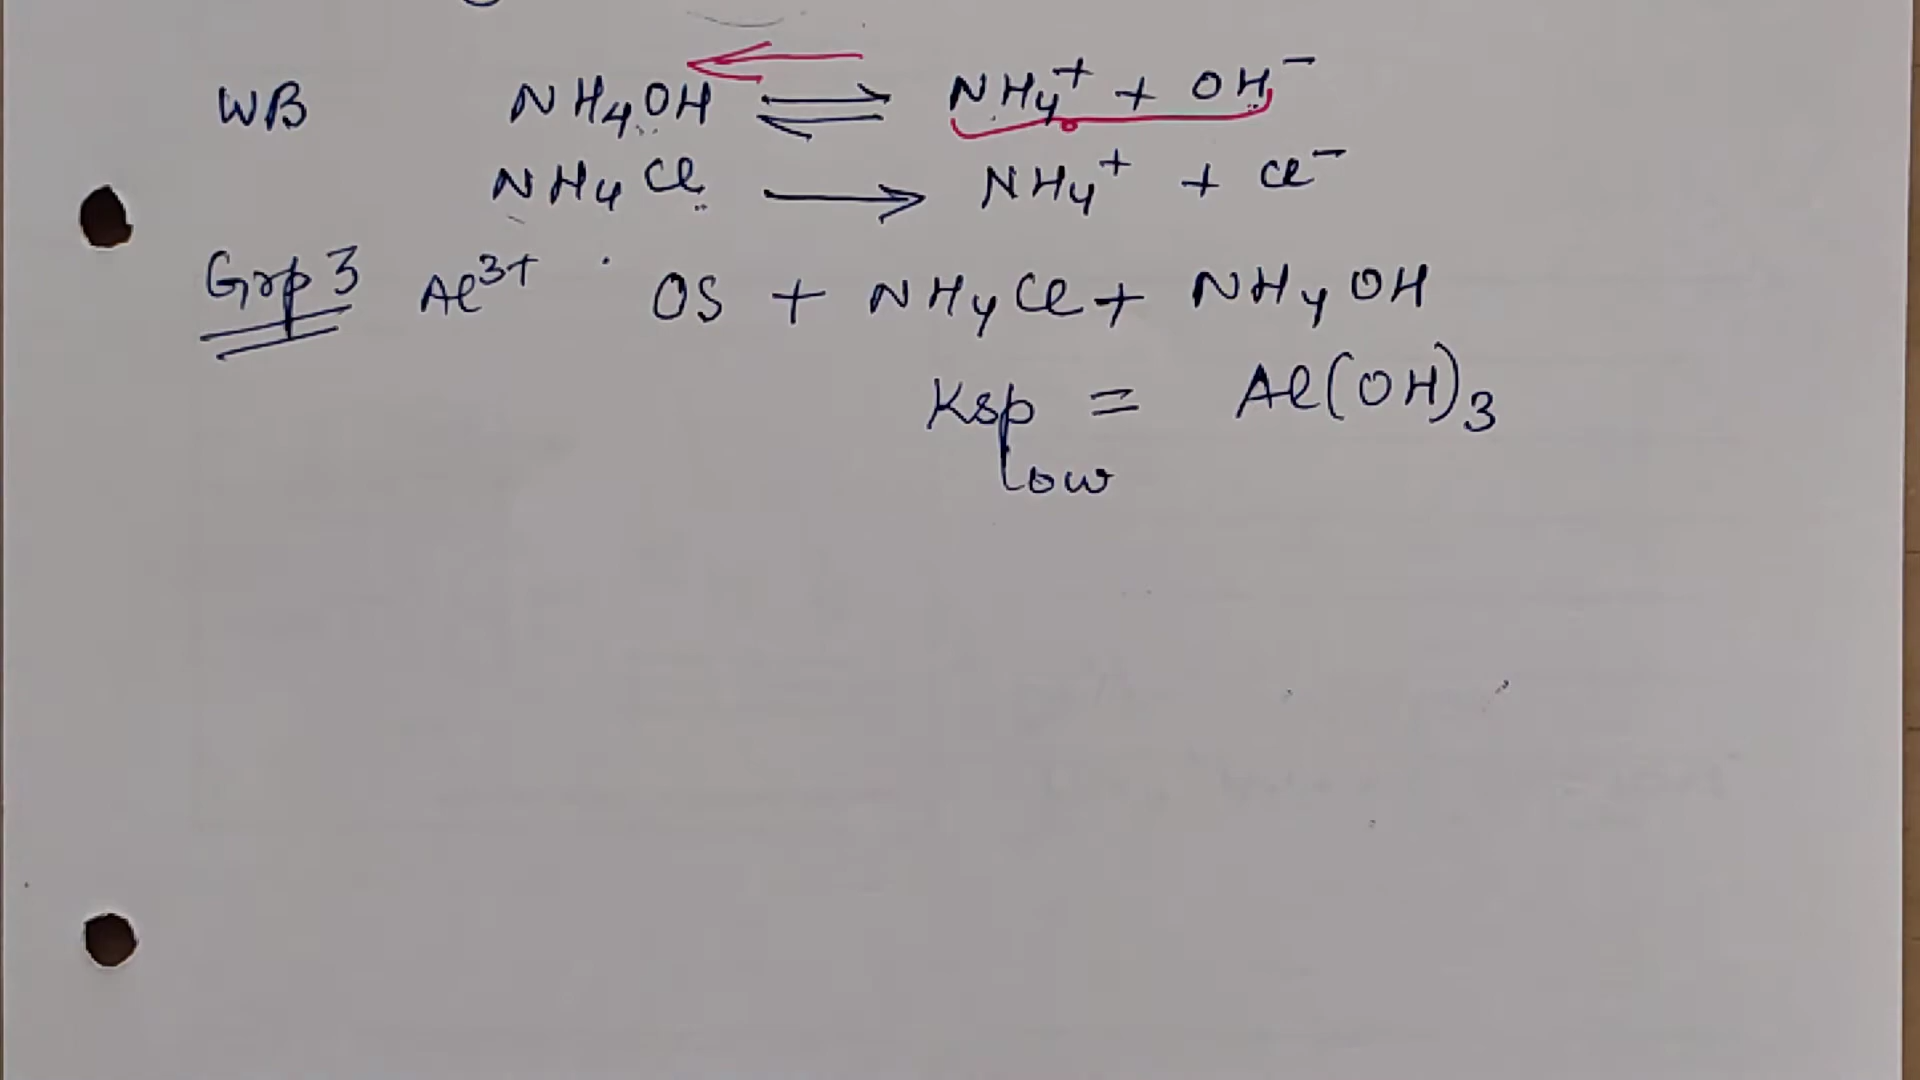 WB NH₄OH ⇌ NH₄⁺ + OH⁻
NH₄Cl ⟶ NH₄⁺ + Cl⁻
Grp 3 Al³⁺ OS + NH₄Cl + NH₄OH
Ksp = Al(OH)₃
low